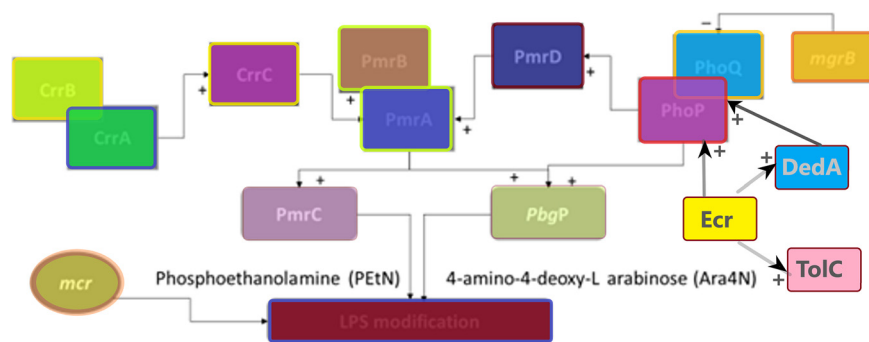 −
PmrB
PmrD
PhoQ
mgrB
CrrB
CrrC
+
+
+
+
CrrA
PmrA
PhoP
+
+
+
DedA
+
+
+
+
PmrC
PbgP
Ecr
mcr
Phosphoethanolamine (PEtN)
4-amino-4-deoxy-L arabinose (Ara4N)
+
TolC
LPS modification